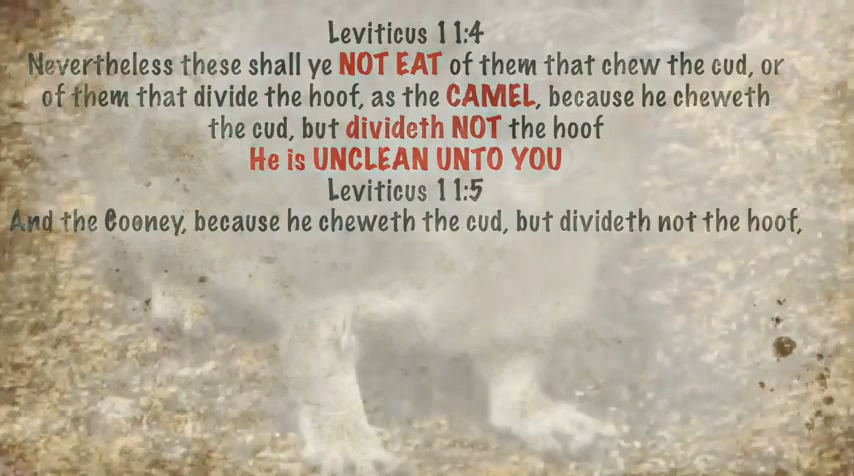 Leviticus 11:4
Nevertheless these shall ye NOT EAT of them that chew the cud, or
of them that divide the hoof, as the CAMEL, because he cheweth
the cud, but divideth NOT the hoof
He is UNCLEAN UNTO YOU
Leviticus 11:5
And the Cooney, because he cheweth the cud, but divideth not the hoof,